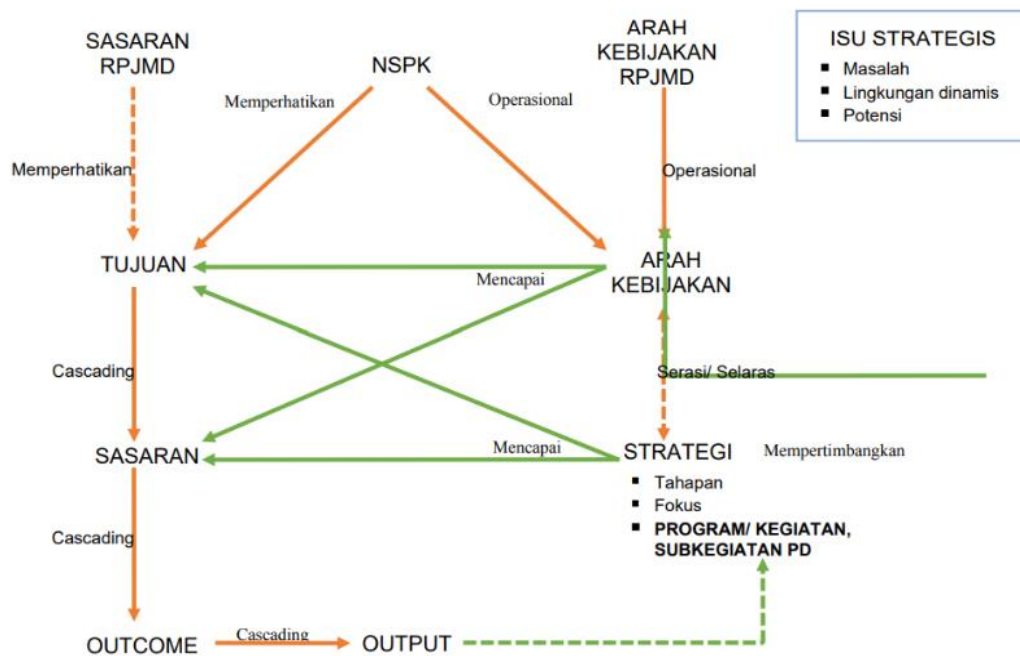 SASARAN
RPJMD
NSPK
ARAH
KEBIJAKAN
RPJMD
ISU STRATEGIS
▪ Masalah
▪ Lingkungan dinamis
▪ Potensi
Memperhatikan
Operasional
Memperhatikan
Operasional
TUJUAN
Mencapai
ARAH
KEBIJAKAN
Cascading
Serasi/ Selaras
SASARAN
Mencapai
STRATEGI
Mempertimbangkan
▪ Tahapan
▪ Fokus
▪ PROGRAM/ KEGIATAN,
SUBKEGIATAN PD
Cascading
OUTCOME
Cascading
OUTPUT